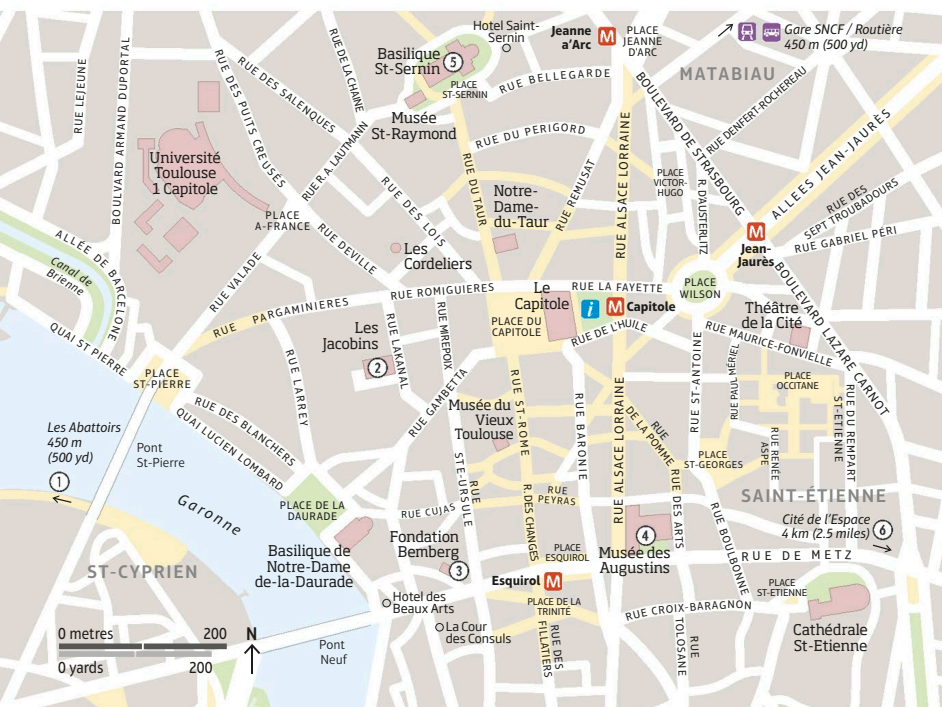 Hotel Saint-
Sernin
Jeanne
a'Arc
M
PLACE
JEANNE
D'ARC
Gare SNCF / Routière
450 m (500 yd)
Basilique
St-Sernin
5
PLACE
ST-SERNIN
RUE BELLEGARDE
MATABIAU
RUE LEJEUNE
BOULVARD ARMAND DUPORTAL
RUE DES PUITS CREUSÉS
RUE DES SALENQUES
RUE DE LA CHAINE
Musée
St-Raymond
RUE DU PERIGORD
BOULEVARD DE STRASBOURG
RUE DENFERT-ROCHEREAU
ALLEES JEAN-JAURÈS
Université
Toulouse
1 Capitole
RUE R.A. LAUTMANN
RUE DES LOIS
RUE DU TAUR
Notre-
Dame-
du-Taur
RUE REMUSAT
RUE ALSACE LORRAINE
PLACE
VICTOR-
HUGO
R.D'AUSTERLITZ
RUE DES
SEPT TROUBADOURS
RUE GABRIEL PÉRI
M
Jean-
Jaurès
PLACE
A-FRANCE
RUE DEVILLE
Les
Cordeliers
ALLÉE DE BARCELONE
Canal de
Brienne
RUE VALADE
RUE PARGAMINIERES
RUE ROMIGUIERES
Le
Capitole
RUE LA FAYETTE
i
M
Capitole
PLACE
WILSON
BOULEVARD LAZARE CARNOT
Théâtre
de la Cité
PLACE DU
CAPITOLE
RUE DE L'HUILE
RUE MAURICE-FONVIELLE
QUAI ST PIERRE
Les
Jacobins
2
RUE LAKANAL
RUE MIREPOIX
RUE LARREY
RUE GAMBETTA
PLACE
ST-PIERRE
RUE ST-ANTOINE
RUE PAUL MÉRIEL
PLACE
OCCITANE
RUE DU REMPART
ST-ETIENNE
RUE DES BLANCHERS
QUAI LUCIEN LOMBARD
Musée du
Vieux
Toulouse
RUE ST-ROME
RUE BARONIE
RUE ALSACE LORRAINE
RUE
DE LA POMME
PLACE
ST-GEORGES
RUE RENÉE
ASPE
Les Abattoirs
450 m
(500 yd)
1
Pont
St-Pierre
Garonne
RUE
STE-URSULE
R. DES CHANGES
RUE
PEYRAS
RUE DES ARTS
RUE BOULBONNE
SAINT-ÉTIENNE
PLACE DE LA
DAURADE
RUE CUJAS
Cité de l'Espace
4 km (2.5 miles)
6
Fondation
Bemberg
3
PLACE
ESQUIROL
4
Musée des
Augustins
RUE DE METZ
ST-CYPRIEN
Basilique de
Notre-Dame
de-la-Daurade
Esquirol
M
PLACE
ST-ETIENNE
Hotel des
Beaux Arts
PLACE DE LA
TRINITÉ
RUE CROIX-BARAGNON
La Cour
des Consuls
RUE DES
FILATIERS
RUE
TOLOSANE
Cathédrale
St-Etienne
0 metres 200
N
0 yards 200
Pont
Neuf